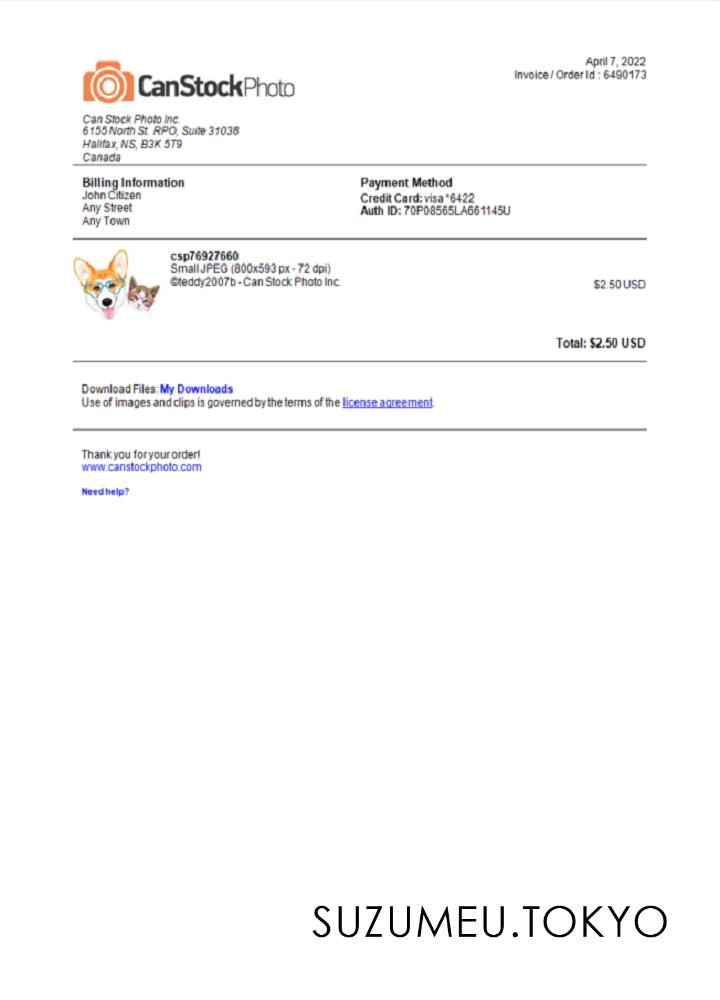 April 7, 2022
Invoice / Order Id : 6490173
CanStockPhoto
Can Stock Photo Inc.
6155 North St. RPO, Suite 31038
Halifax, NS, B3K 5T9
Canada
Billing Information
John Citizen
Any Street
Any Town
Payment Method
Credit Card: visa *6422
Auth ID: 70P08565LA661145U
csp76927660
Small JPEG (800x593 px - 72 dpi)
©teddy2007b - Can Stock Photo Inc.
$2.50 USD
Total: $2.50 USD
Download Files: My Downloads
Use of images and clips is governed by the terms of the license agreement.
Thank you for your order!
www.canstockphoto.com
Need help?
SUZUMEU.TOKYO